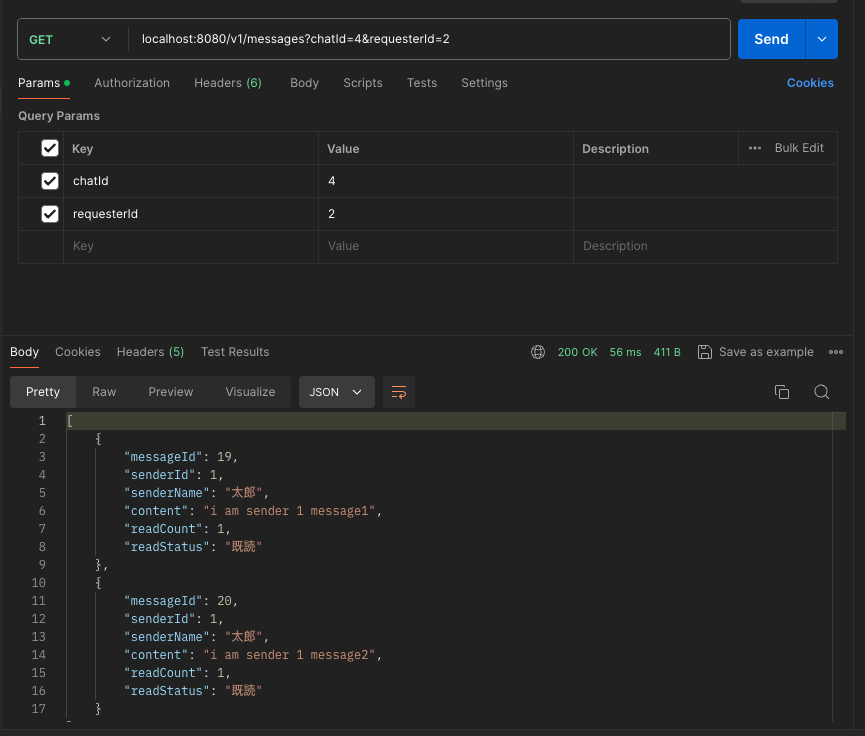 GET localhost:8080/v1/messages?chatId=4&requesterId=2 Send
Params Authorization Headers (6) Body Scripts Tests Settings Cookies
Query Params
Key Value Description ••• Bulk Edit
chatId 4
requesterId 2
Key Value Description
Body Cookies Headers (5) Test Results 200 OK 56 ms 411 B Save as example •••
Pretty Raw Preview Visualize JSON
1 [
2 {
3 "messageId": 19,
4 "senderId": 1,
5 "senderName": "太郎",
6 "content": "i am sender 1 message1",
7 "readCount": 1,
8 "readStatus": "既読"
9 },
10 {
11 "messageId": 20,
12 "senderId": 1,
13 "senderName": "太郎",
14 "content": "i am sender 1 message2",
15 "readCount": 1,
16 "readStatus": "既読"
17 }